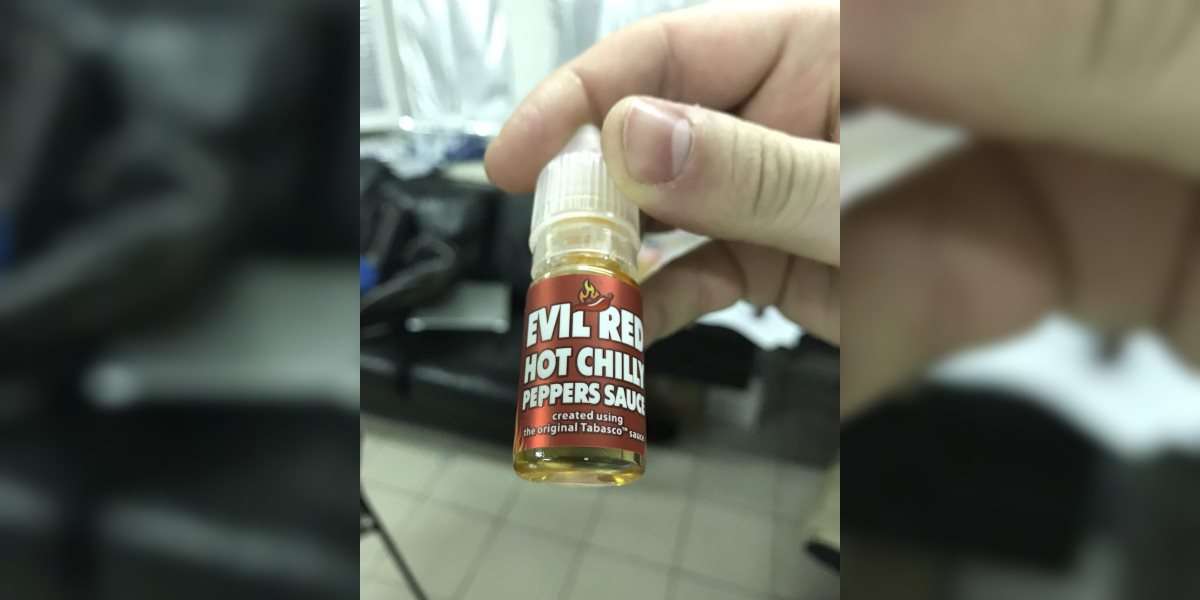 EVIL RED
HOT CHILLY
PEPPERS SAUCE
created using
the original Tabasco™ sauce